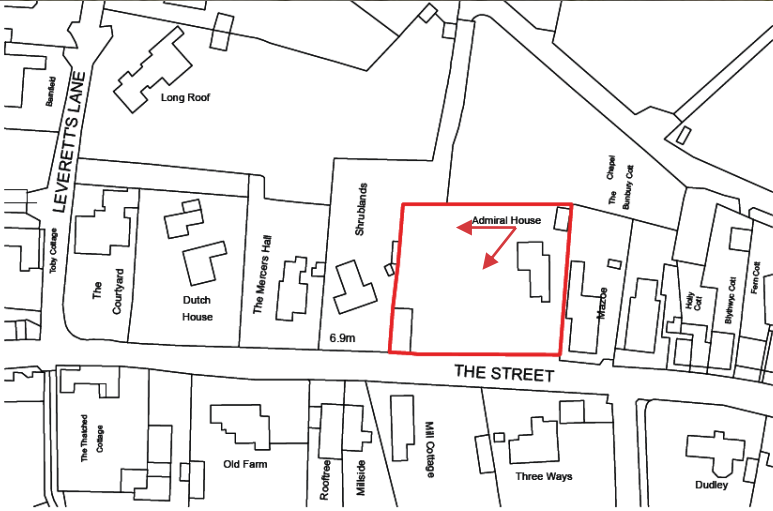 Barnfield
Long Roof
LEVERETT'S LANE
Toby Cottage
The
Courtyard
Dutch
House
The Mercers Hall
Shrublands
6.9m
Admiral House
The Chapel
Bunbury Cott
Mazoe
Holly
Cott
Blythwyc Cott
Fern Cott
THE STREET
The Thatched
Cottage
Old Farm
Rooftree
Millside
Mill Cottage
Three Ways
Dudley